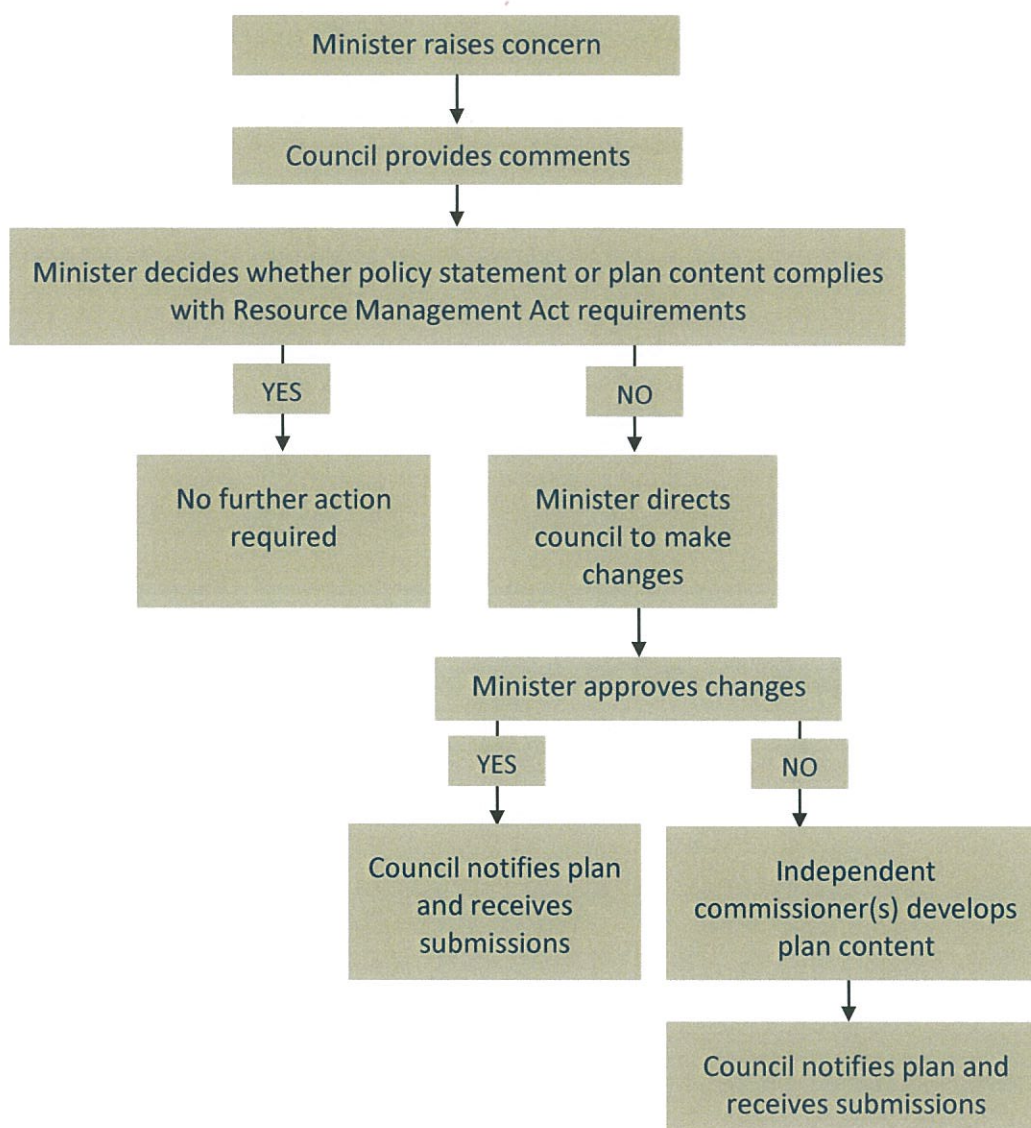 Minister raises concern
Council provides comments
Minister decides whether policy statement or plan content complies
with Resource Management Act requirements
YES
NO
No further action
required
Minister directs
council to make
changes
Minister approves changes
YES
NO
Council notifies plan
and receives
submissions
Independent
commissioner(s) develops
plan content
Council notifies plan and
receives submissions